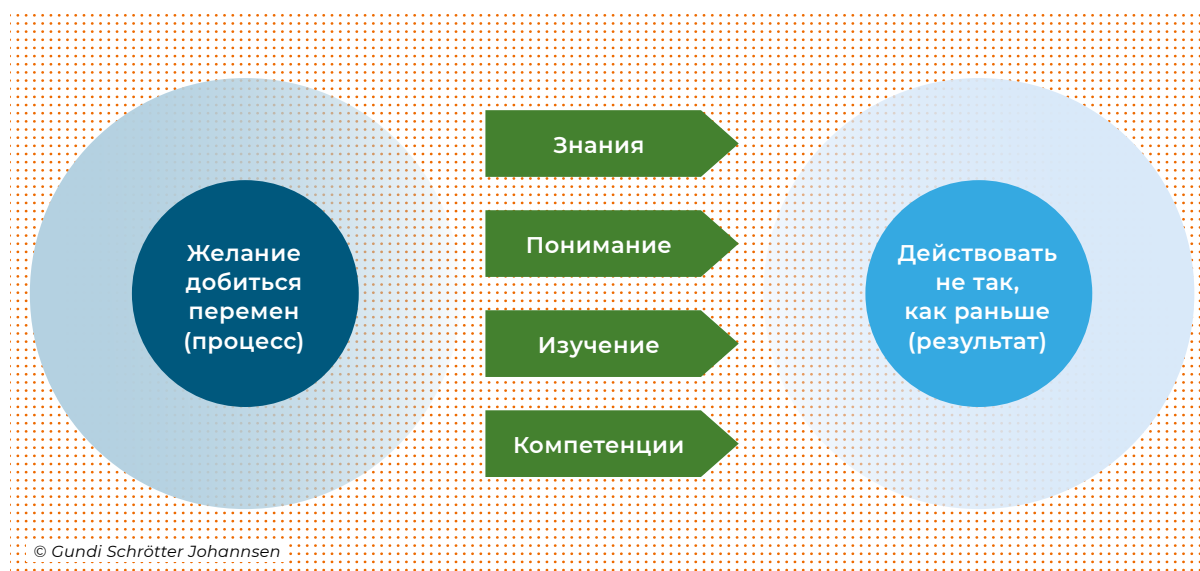 Желание
добиться
перемен
(процесс)
Знания
Понимание
Изучение
Компетенции
Действовать
не так,
как раньше
(результат)
© Gundi Schrötter Johannsen